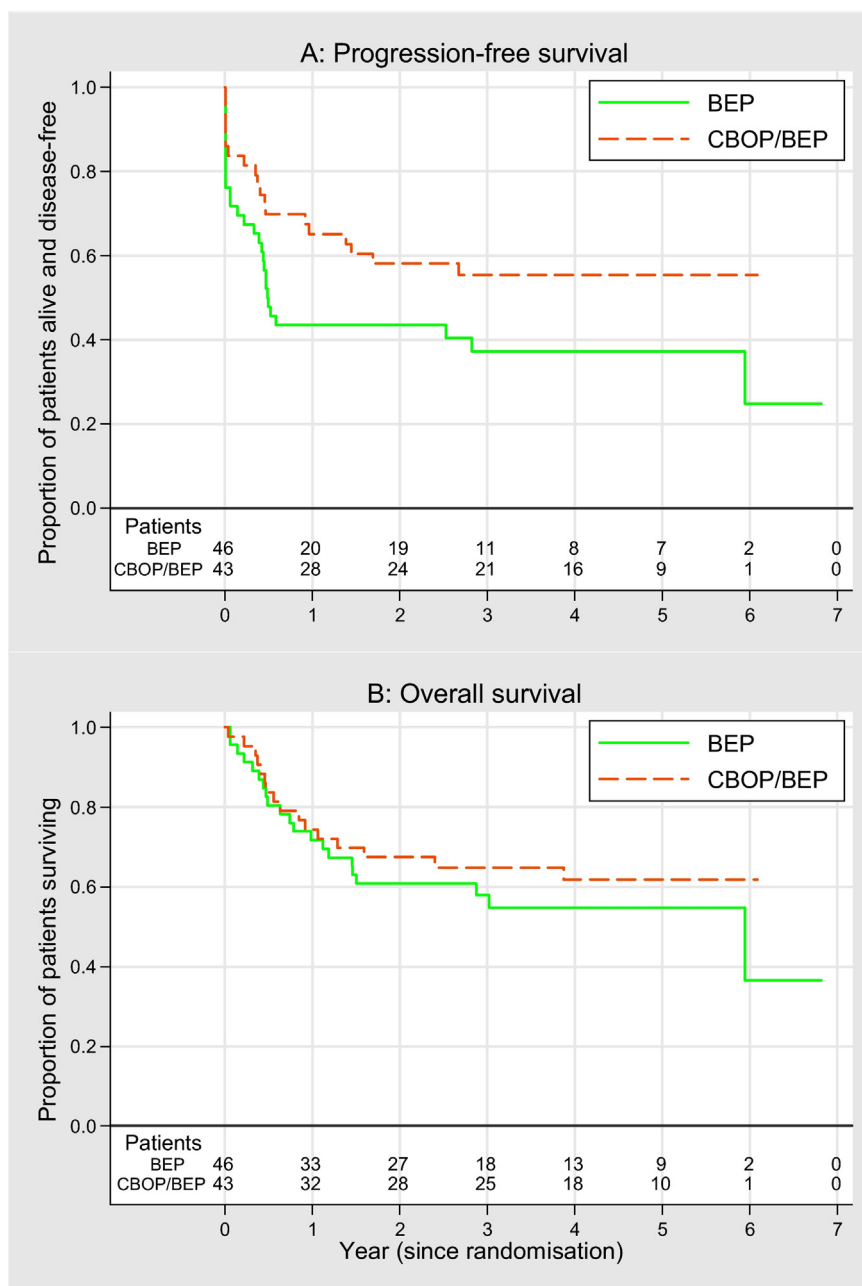 A: Progression-free survival
Proportion of patients alive and disease-free
BEP
CBOP/BEP
1.0
0.8
0.6
0.4
0.2
0.0
Patients
BEP 46 20 19 11 8 7 2 0
CBOP/BEP 43 28 24 21 16 9 1 0
0 1 2 3 4 5 6 7
B: Overall survival
Proportion of patients surviving
BEP
CBOP/BEP
1.0
0.8
0.6
0.4
0.2
0.0
Patients
BEP 46 33 27 18 13 9 2 0
CBOP/BEP 43 32 28 25 18 10 1 0
0 1 2 3 4 5 6 7
Year (since randomisation)